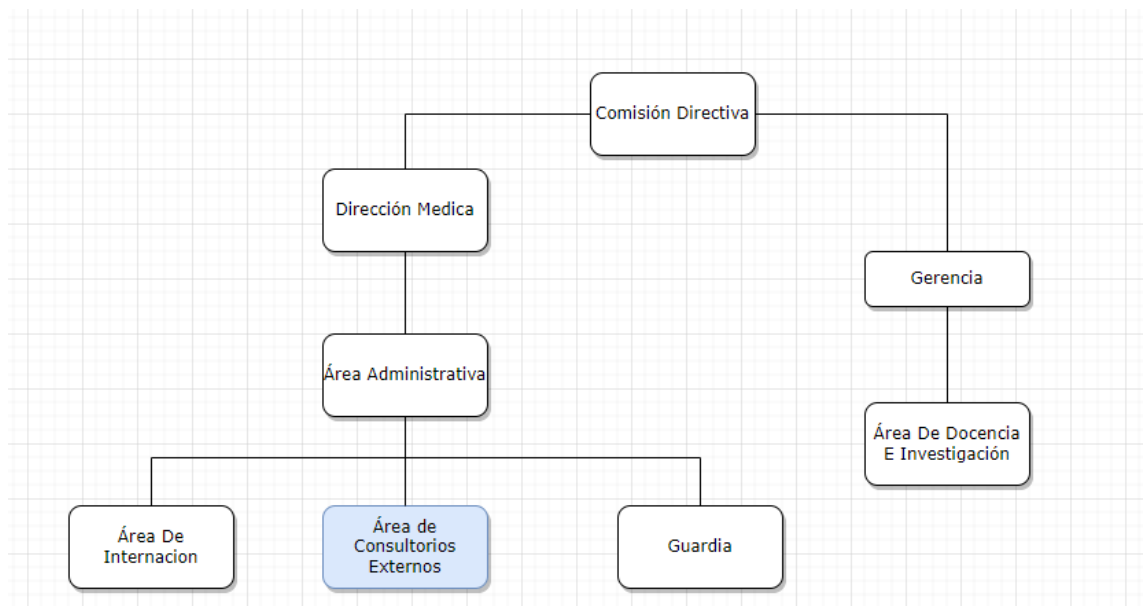 Comisión Directiva
Dirección Medica
Gerencia
Área Administrativa
Área De Docencia
E Investigación
Área De
Internacion
Área de
Consultorios
Externos
Guardia